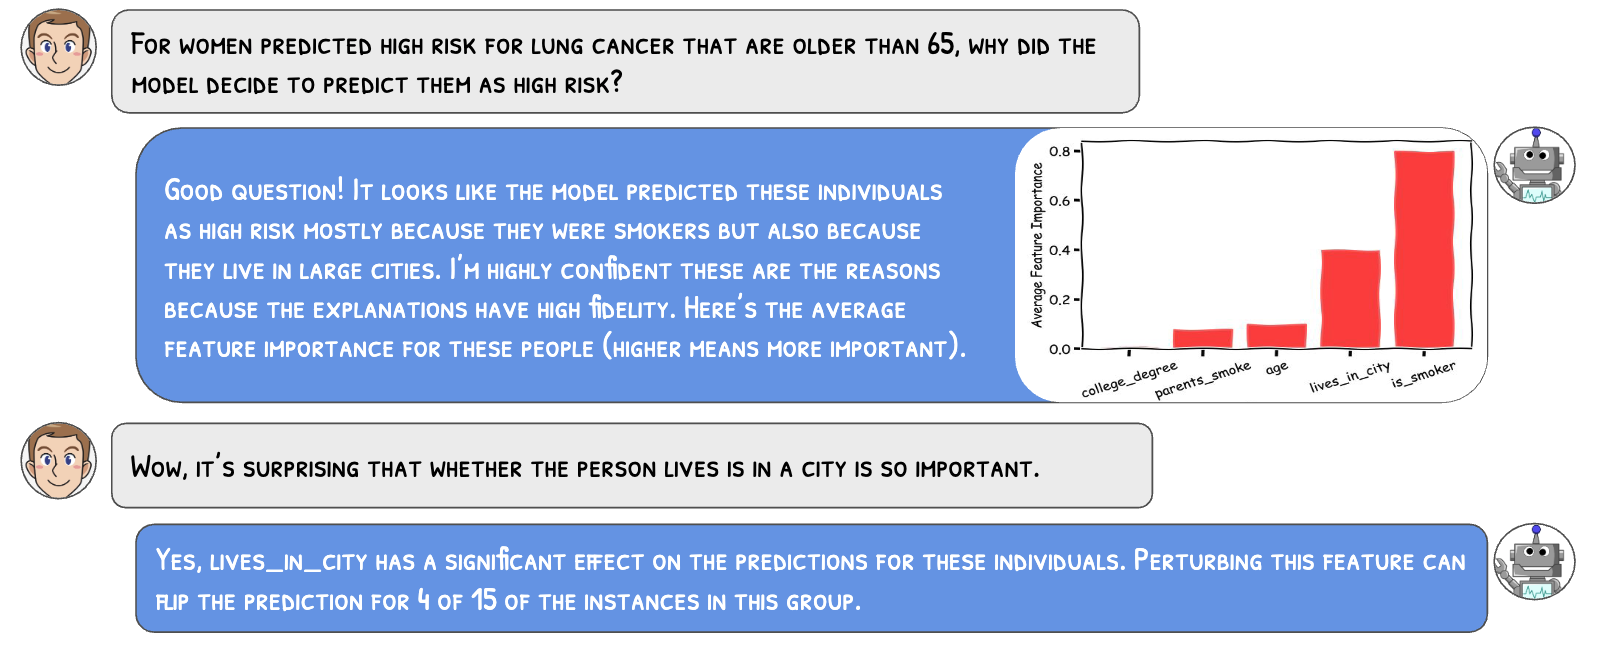 For women predicted high risk for lung cancer that are older than 65, why did the
model decide to predict them as high risk?
Good question! It looks like the model predicted these individuals
as high risk mostly because they were smokers but also because
they live in large cities. I'm highly confident these are the reasons
because the explanations have high fidelity. Here's the average
feature importance for these people (higher means more important).
Average Feature Importance
0.8
0.6
0.4
0.2
0.0
college_degree
parents_smoke
age
lives_in_city
is_smoker
Wow, it's surprising that whether the person lives is in a city is so important.
Yes, lives_in_city has a significant effect on the predictions for these individuals. Perturbing this feature can
flip the prediction for 4 of 15 of the instances in this group.